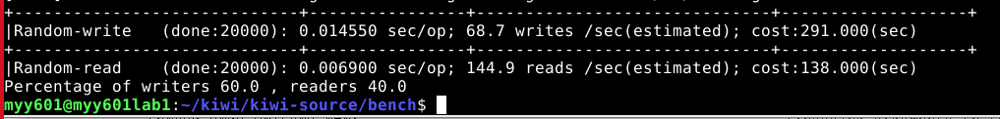 +-----------------------------+---------------+------------------------------+-------------------+
|Random-write   (done:20000): 0.014550 sec/op; 68.7 writes /sec(estimated); cost:291.000(sec)
+-----------------------------+---------------+------------------------------+-------------------+
|Random-read    (done:20000): 0.006900 sec/op; 144.9 reads /sec(estimated); cost:138.000(sec)
Percentage of writers 60.0 , readers 40.0
myy601@myy601lab1:~/kiwi/kiwi-source/bench$